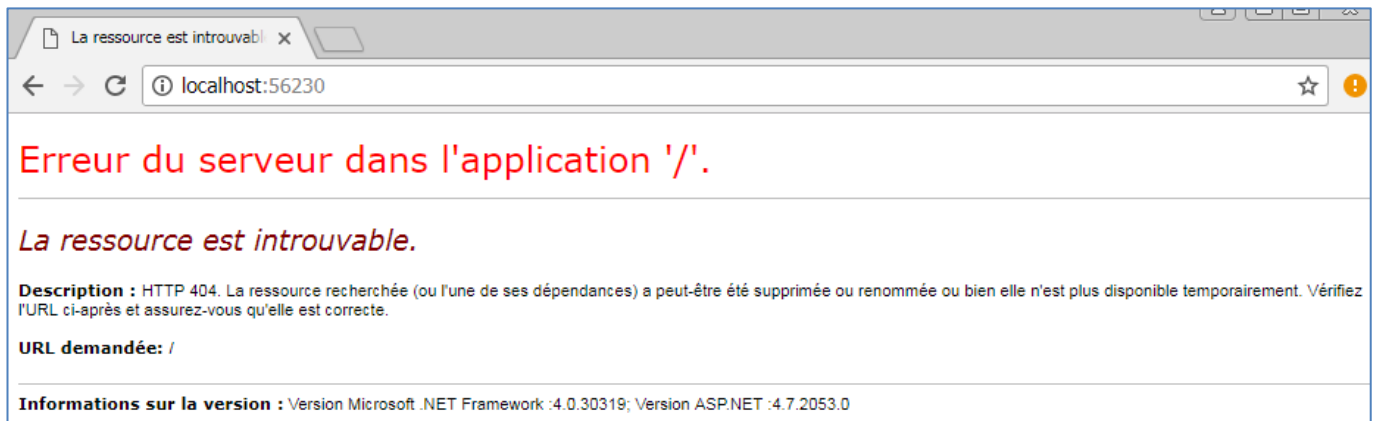 La ressource est introuvabl
localhost:56230
Erreur du serveur dans l'application '/'.
La ressource est introuvable.
Description : HTTP 404. La ressource recherchée (ou l'une de ses dépendances) a peut-être été supprimée ou renommée ou bien elle n'est plus disponible temporairement. Vérifiez
l'URL ci-après et assurez-vous qu'elle est correcte.
URL demandée: /
Informations sur la version : Version Microsoft .NET Framework :4.0.30319; Version ASP.NET :4.7.2053.0